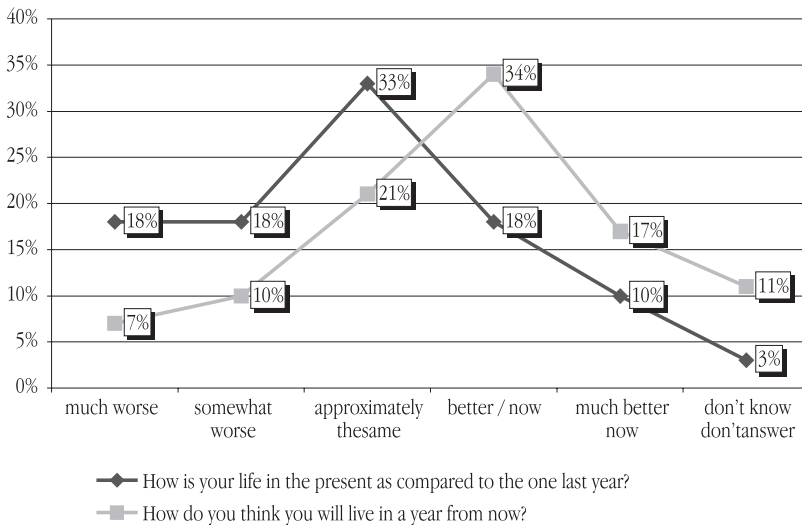 40%
35%
33%
34%
30%
25%
21%
20%
18%
18%
18%
17%
15%
10%
10%
10%
11%
7%
5%
3%
0%
much worse
somewhat
worse
approximately
thesame
better / now
much better
now
don't know
don'tanswer
How is your life in the present as compared to the one last year?
How do you think you will live in a year from now?